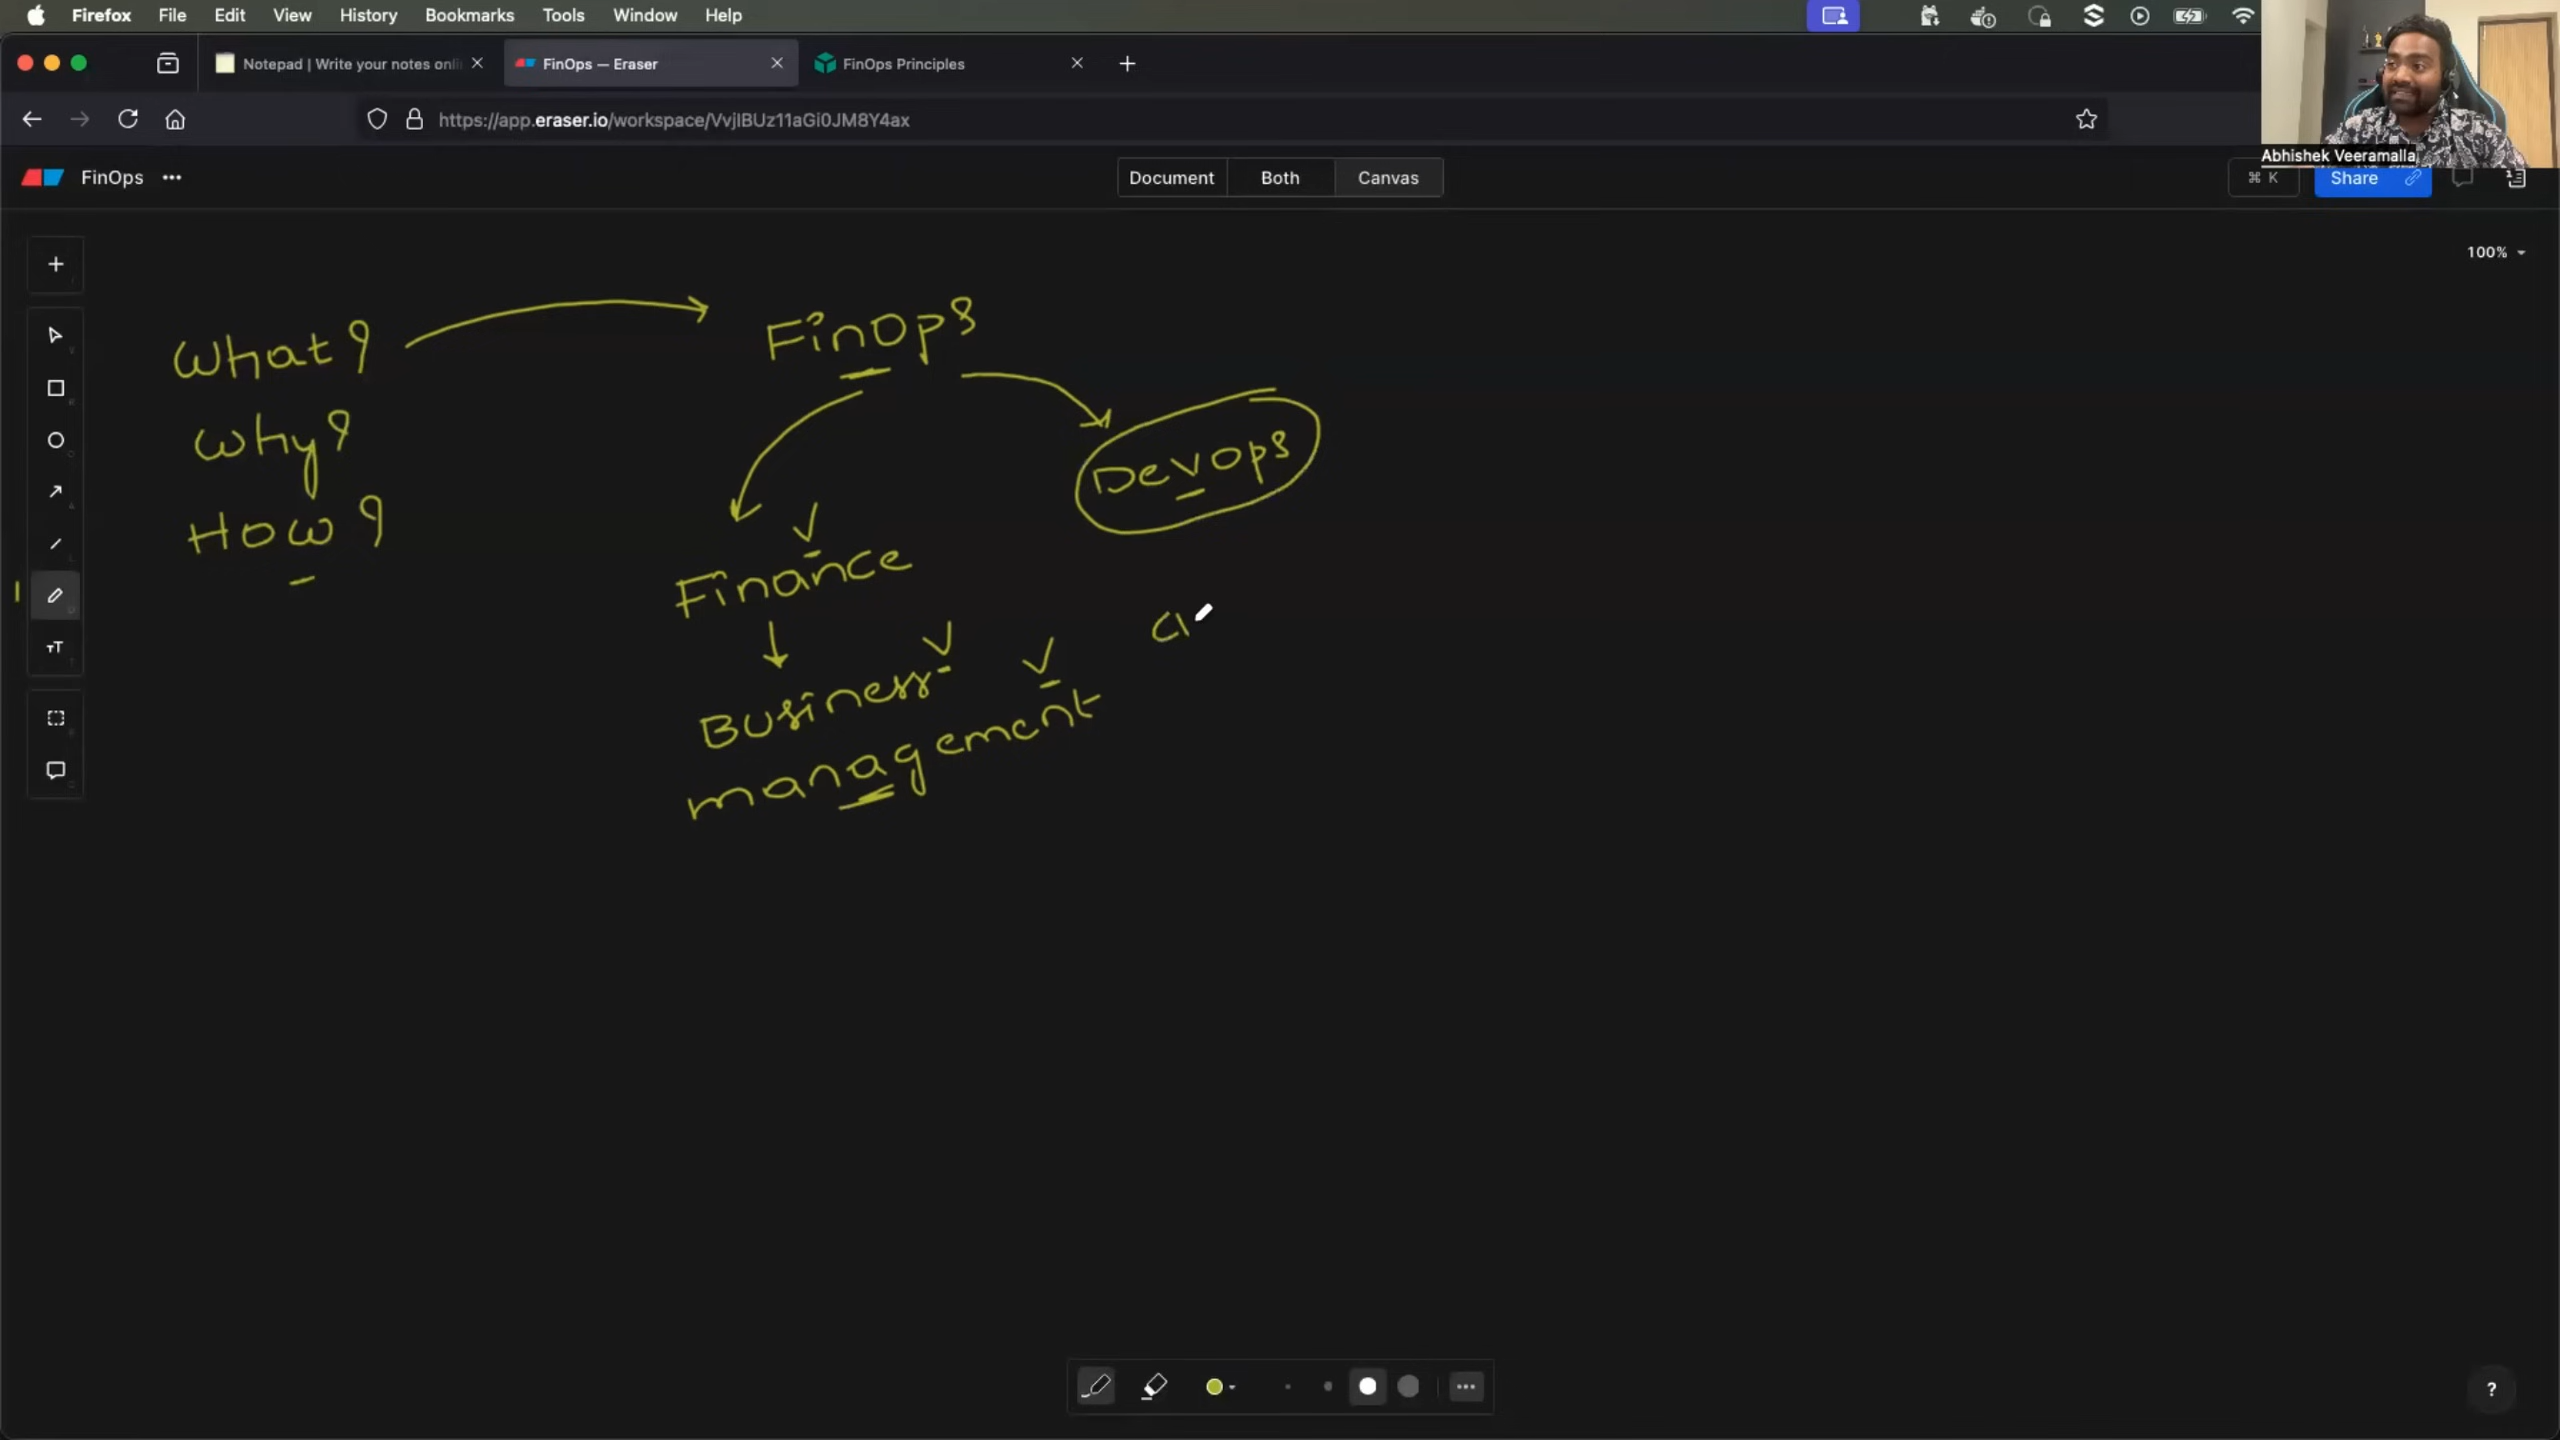 Firefox File Edit View History Bookmarks Tools Window Help
Notepad | Write your notes onli
FinOps — Eraser
FinOps Principles
https://app.eraser.io/workspace/VvjIBUz11aGi0JM8Y4ax
Abhishek Veeramalla
FinOps
Document Both Canvas
⌘ K
Share
100%
What?
FinOps
Why?
Devops
How?
Finance
Business
management
?